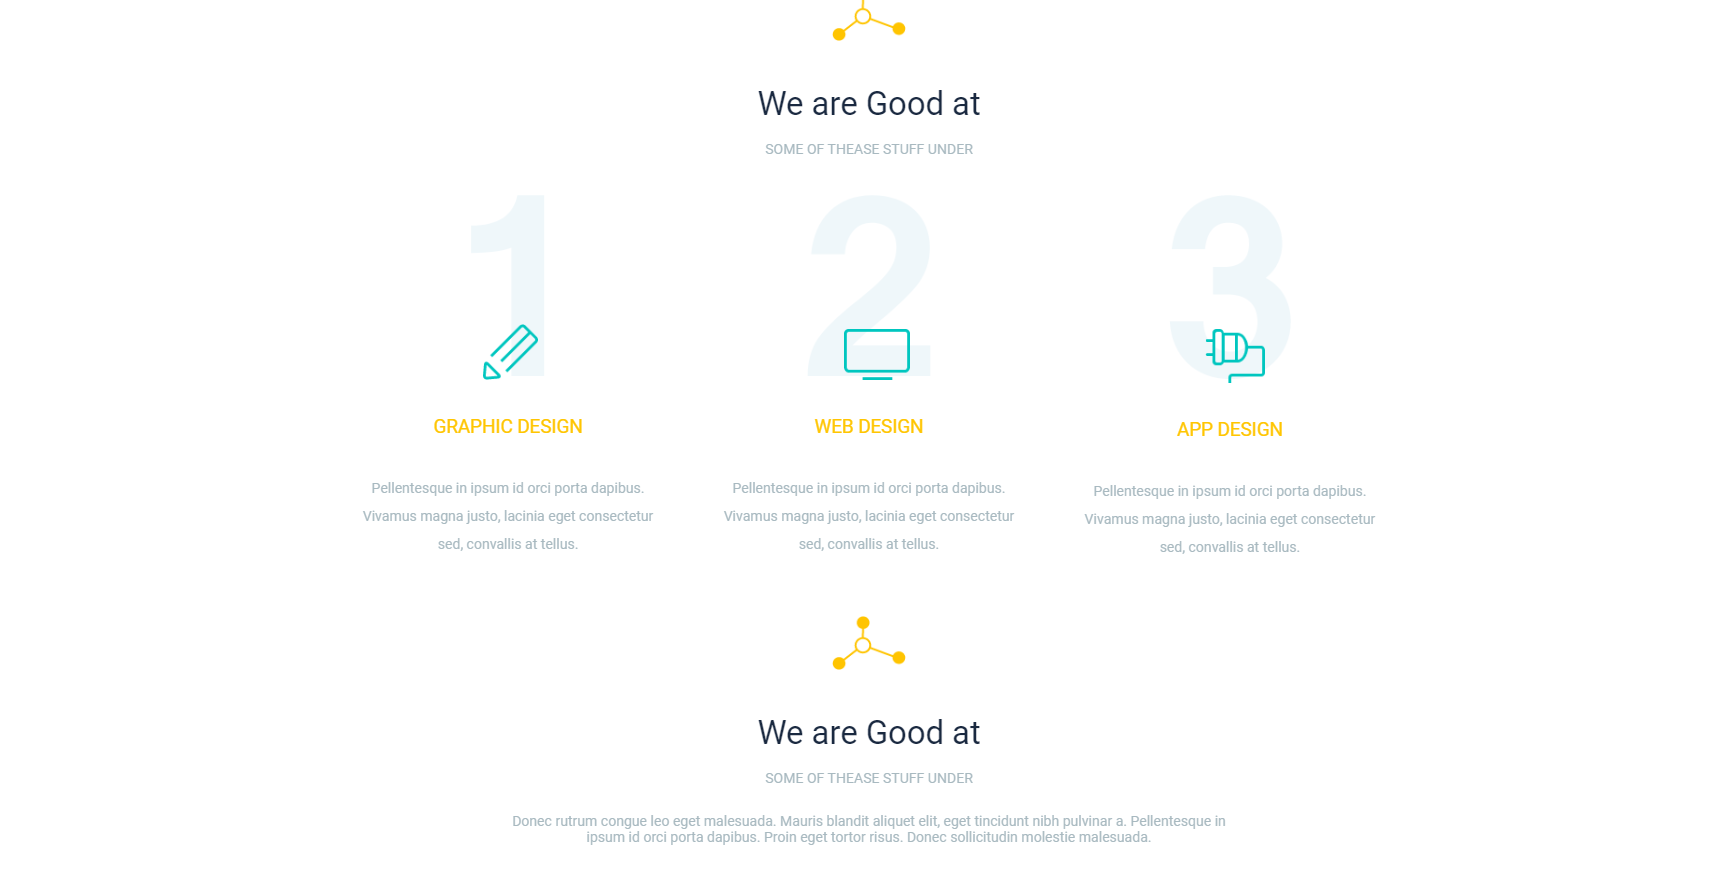 We are Good at
SOME OF THEASE STUFF UNDER
1
2
3
GRAPHIC DESIGN
WEB DESIGN
APP DESIGN
Pellentesque in ipsum id orci porta dapibus.
Vivamus magna justo, lacinia eget consectetur
sed, convallis at tellus.
Pellentesque in ipsum id orci porta dapibus.
Vivamus magna justo, lacinia eget consectetur
sed, convallis at tellus.
Pellentesque in ipsum id orci porta dapibus.
Vivamus magna justo, lacinia eget consectetur
sed, convallis at tellus.
We are Good at
SOME OF THEASE STUFF UNDER
Donec rutrum congue leo eget malesuada. Mauris blandit aliquet elit, eget tincidunt nibh pulvinar a. Pellentesque in
ipsum id orci porta dapibus. Proin eget tortor risus. Donec sollicitudin molestie malesuada.